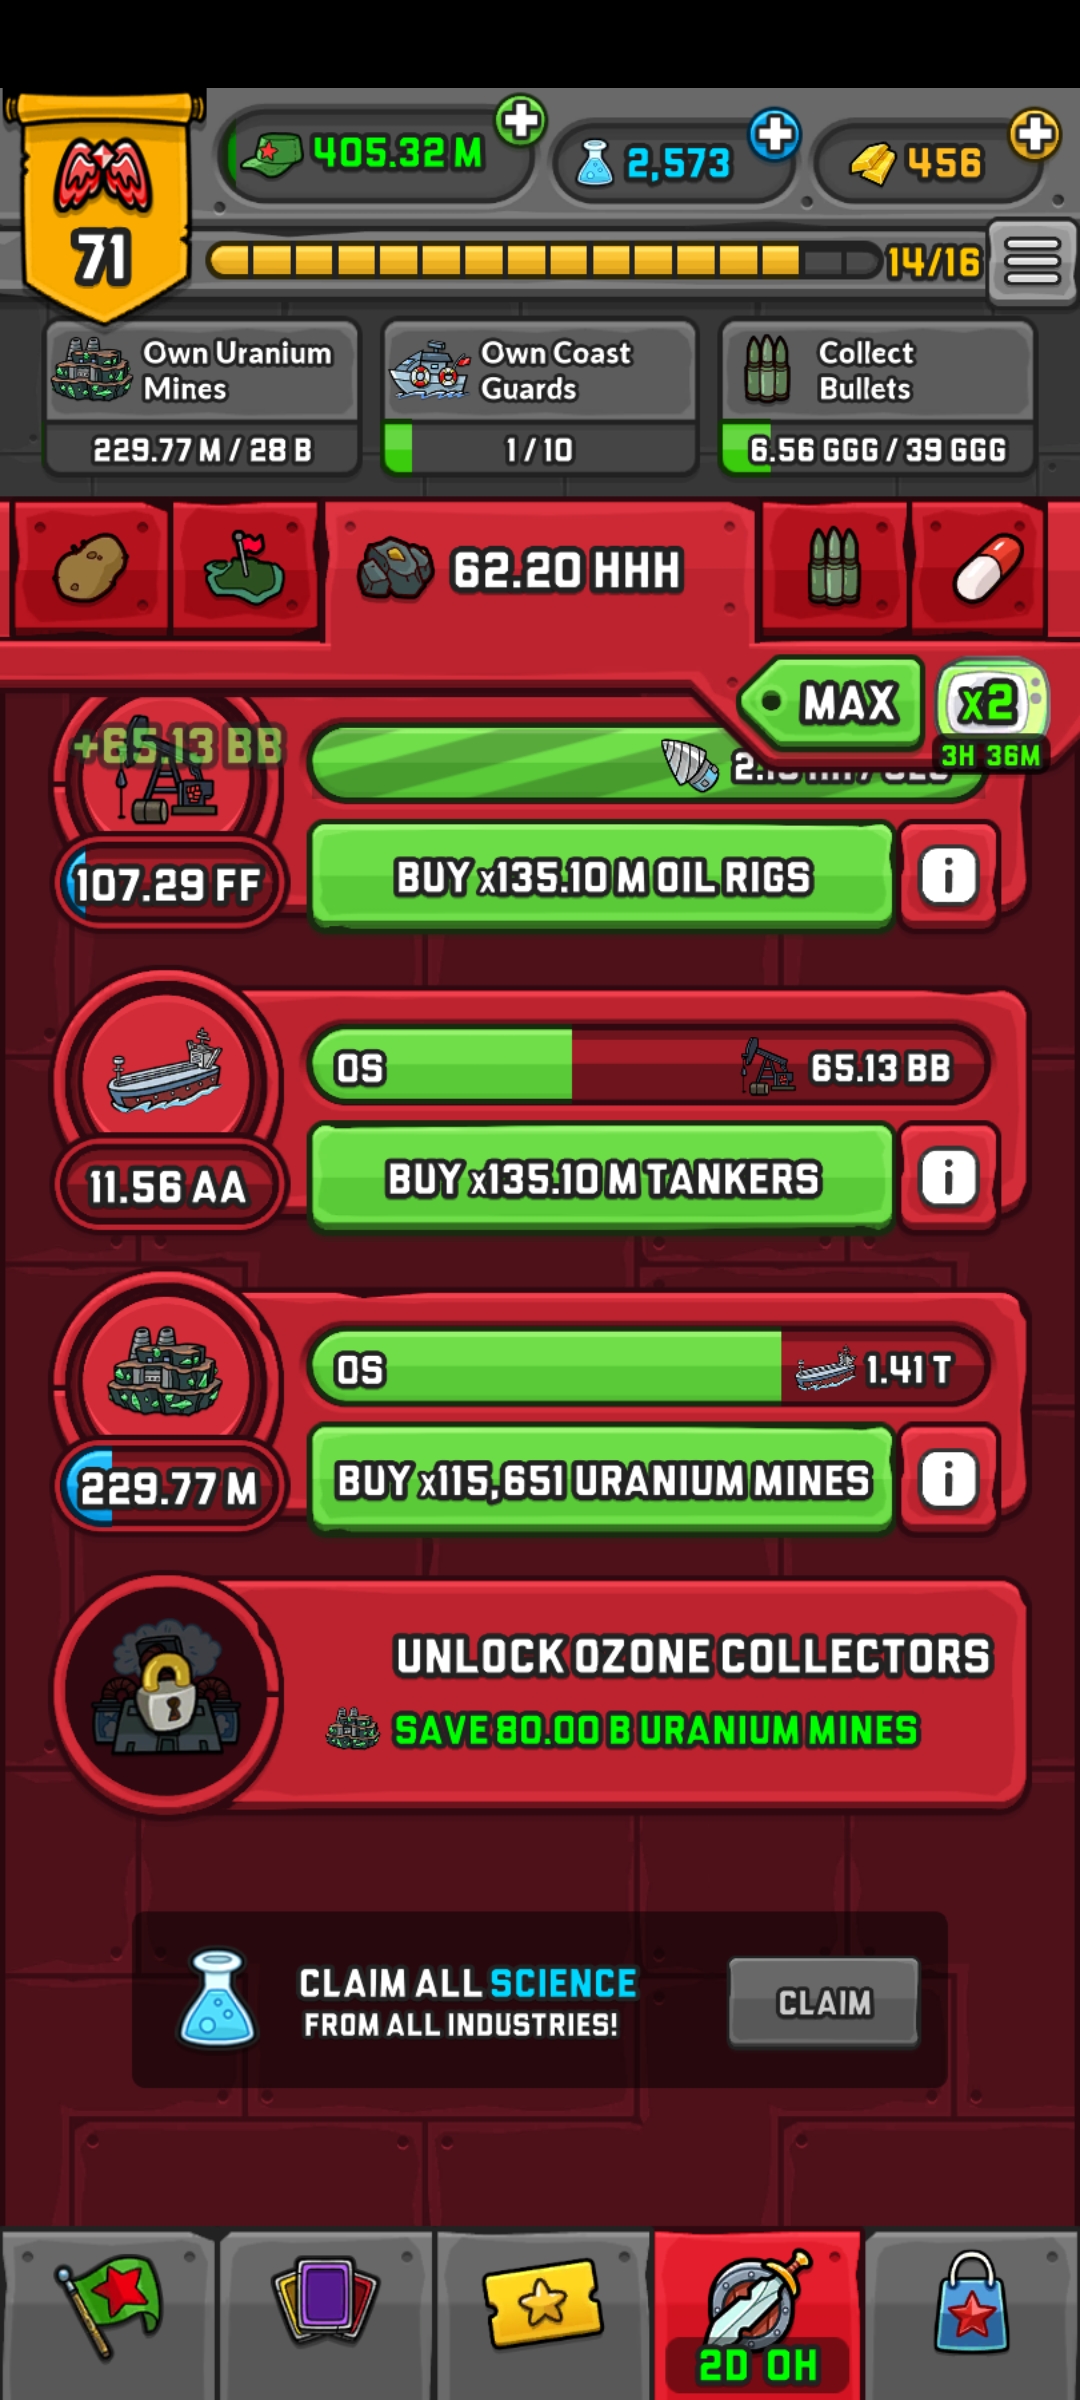 405.32 M
2,573
456
71
14/16
Own Uranium
Mines
229.77 M / 28 B
Own Coast
Guards
1 / 10
Collect
Bullets
6.56 GGG / 39 GGG
62.20 HHH
MAX
x2
3H 36M
+65.13 BB
107.29 FF
BUY x135.10 M OIL RIGS
i
0S
65.13 BB
11.56 AA
BUY x135.10 M TANKERS
i
0S
1.41 T
229.77 M
BUY x115,651 URANIUM MINES
i
UNLOCK OZONE COLLECTORS
SAVE 80.00 B URANIUM MINES
CLAIM ALL SCIENCE
FROM ALL INDUSTRIES!
CLAIM
2D 0H